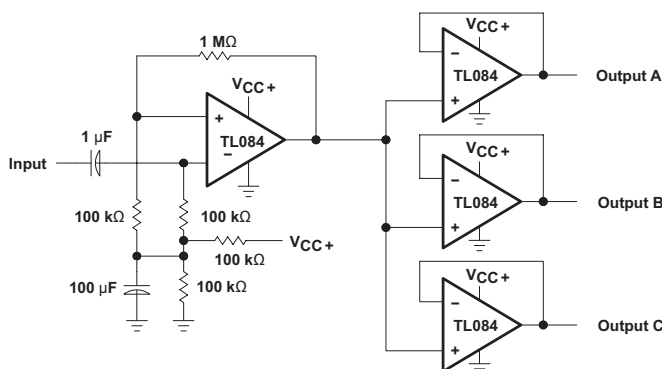 1 MΩ
VCC+
+
TL084
−
1 µF
Input
100 kΩ
100 kΩ
100 kΩ
VCC+
100 µF
100 kΩ
−
VCC+
TL084
+
Output A
−
VCC+
TL084
+
Output B
−
VCC+
TL084
+
Output C